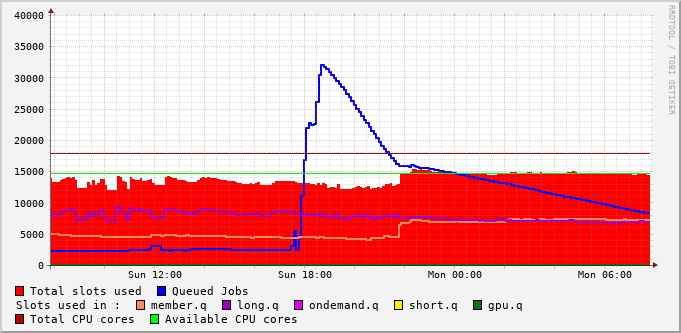 RRDTOOL / TOBI OETIKER
40000
35000
30000
25000
20000
15000
10000
5000
0
Sun 12:00 Sun 18:00 Mon 00:00 Mon 06:00
Total slots used Queued Jobs
Slots used in : member.q long.q ondemand.q short.q gpu.q
Total CPU cores Available CPU cores